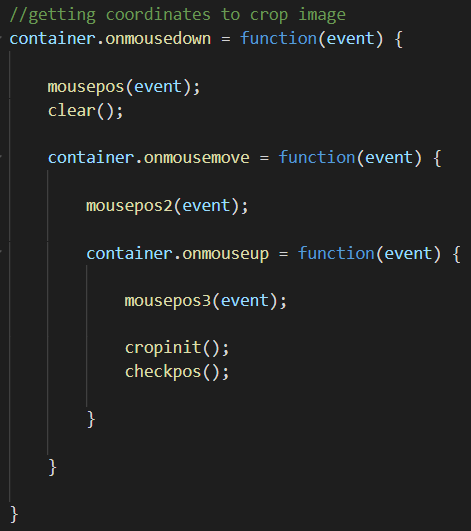 //getting coordinates to crop image
container.onmousedown = function(event) {
mousepos(event);
clear();
container.onmousemove = function(event) {
mousepos2(event);
container.onmouseup = function(event) {
mousepos3(event);
cropinit();
checkpos();
}
}
}